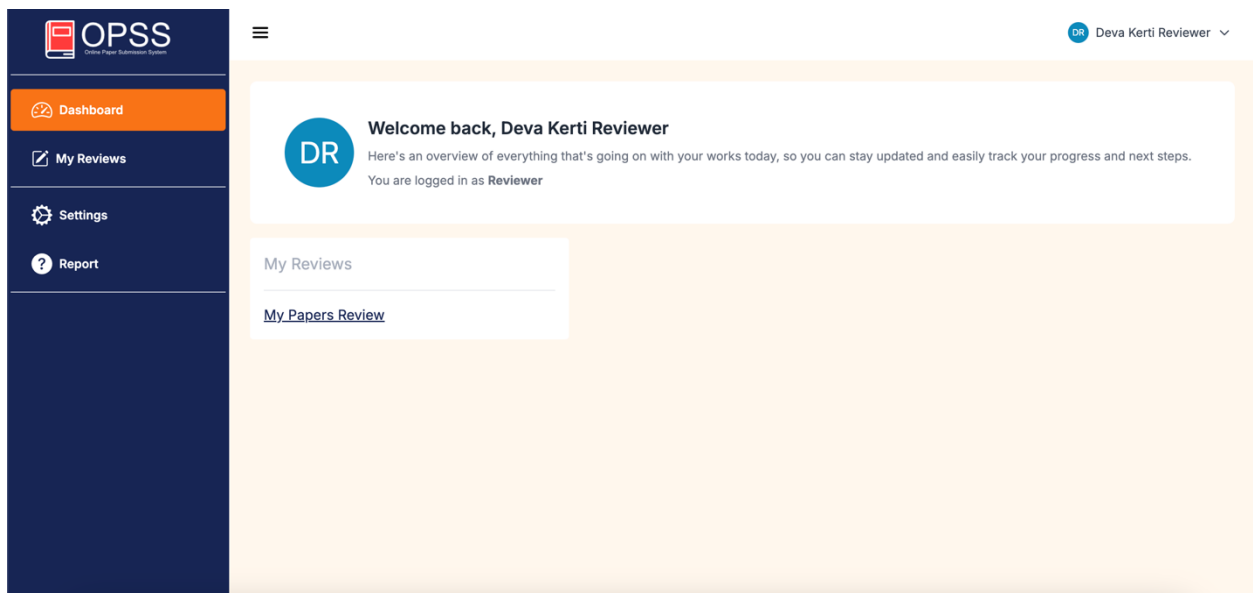 OPSS
Online Paper Submission System
DR Deva Kerti Reviewer
Dashboard
My Reviews
Settings
? Report
DR
Welcome back, Deva Kerti Reviewer
Here's an overview of everything that's going on with your works today, so you can stay updated and easily track your progress and next steps.
You are logged in as Reviewer
My Reviews
My Papers Review